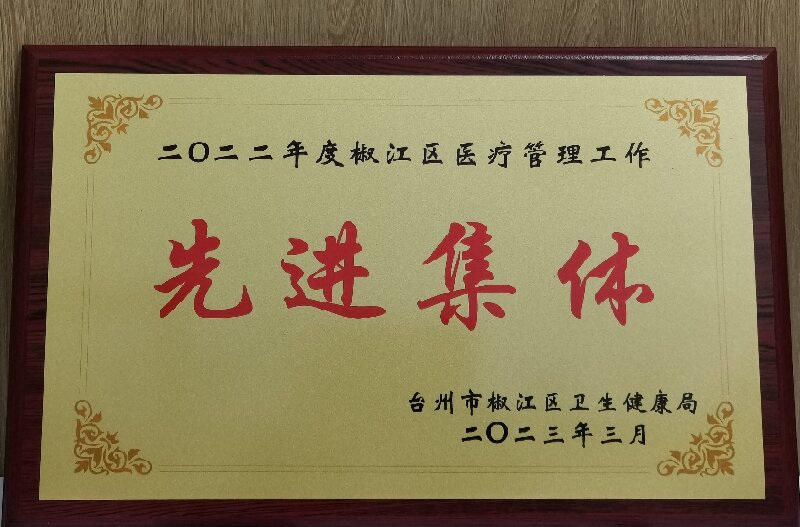 二〇二二年度椒江区医疗管理工作
先进集体
台州市椒江区卫生健康局
二〇二三年三月